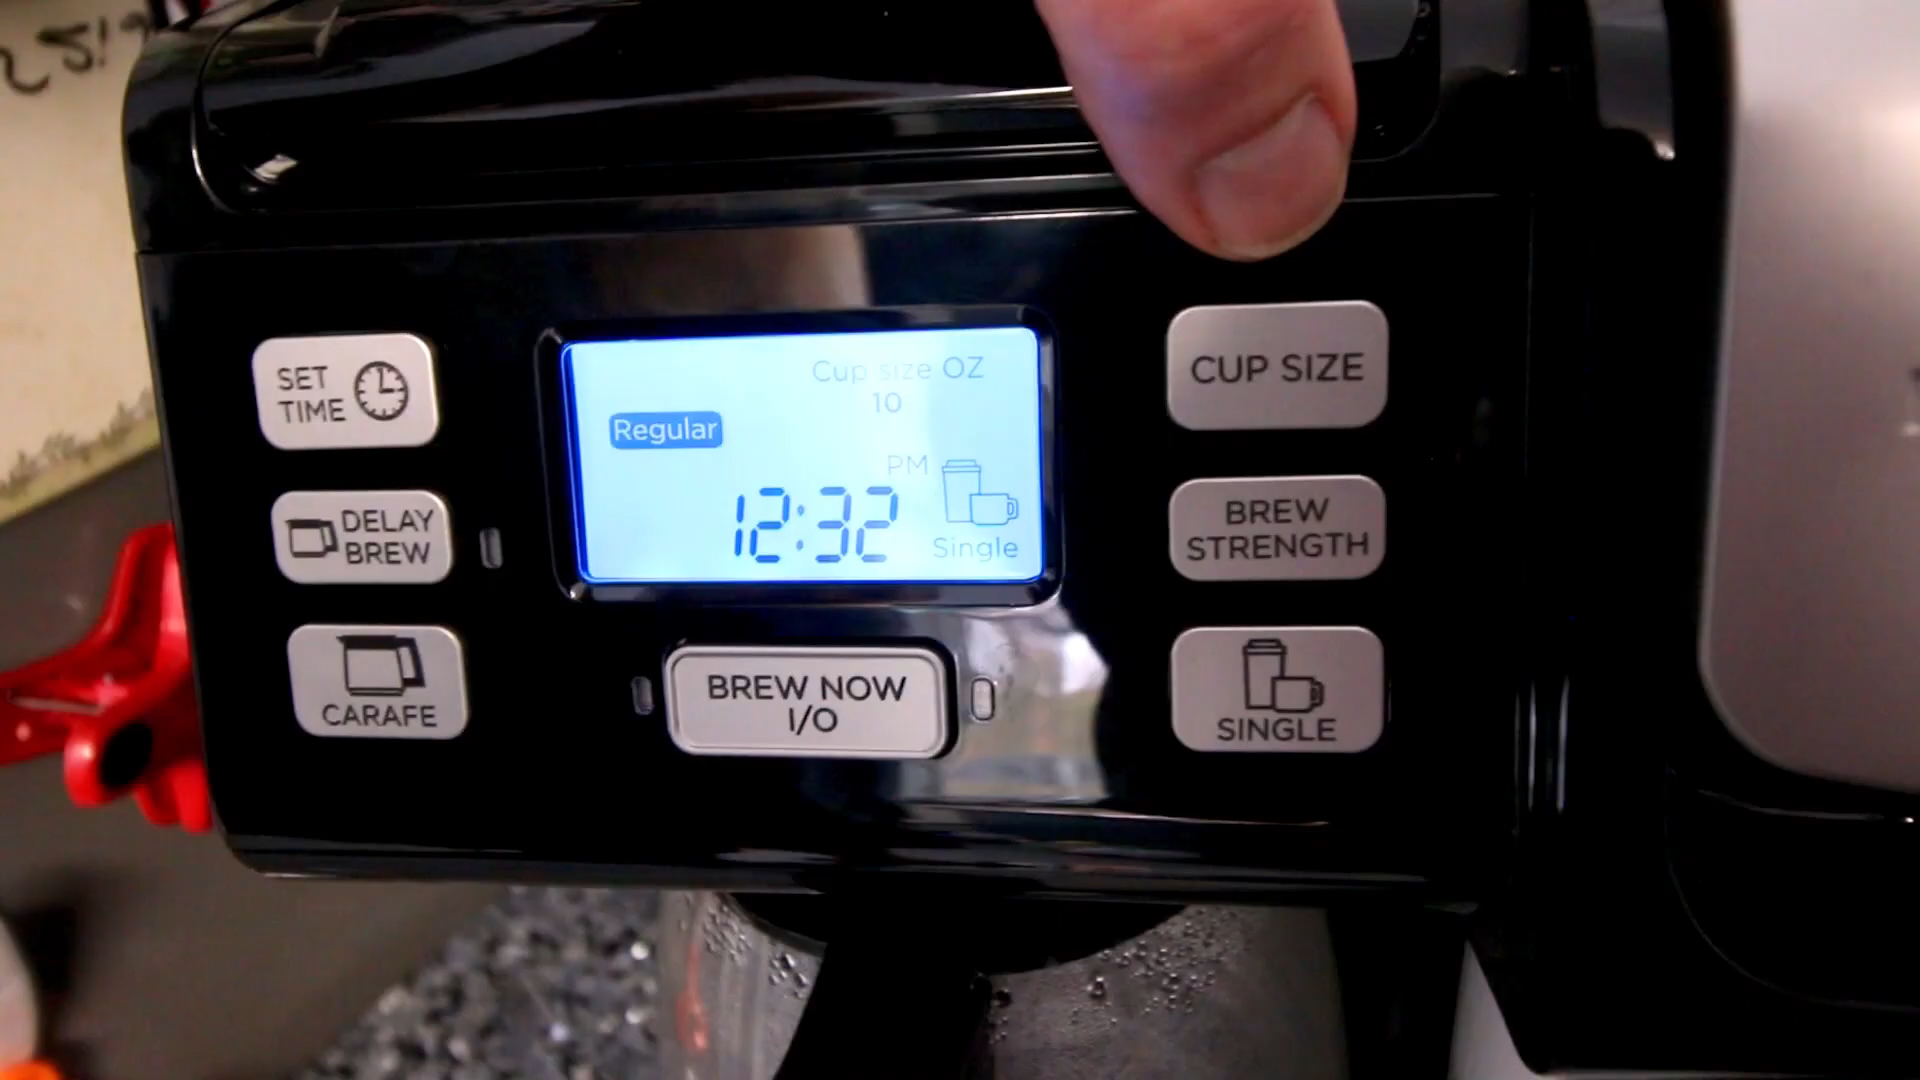 SET
TIME
DELAY
BREW
CARAFE
Cup size OZ
10
Regular
PM
12:32
Single
BREW NOW
I/O
CUP SIZE
BREW
STRENGTH
SINGLE